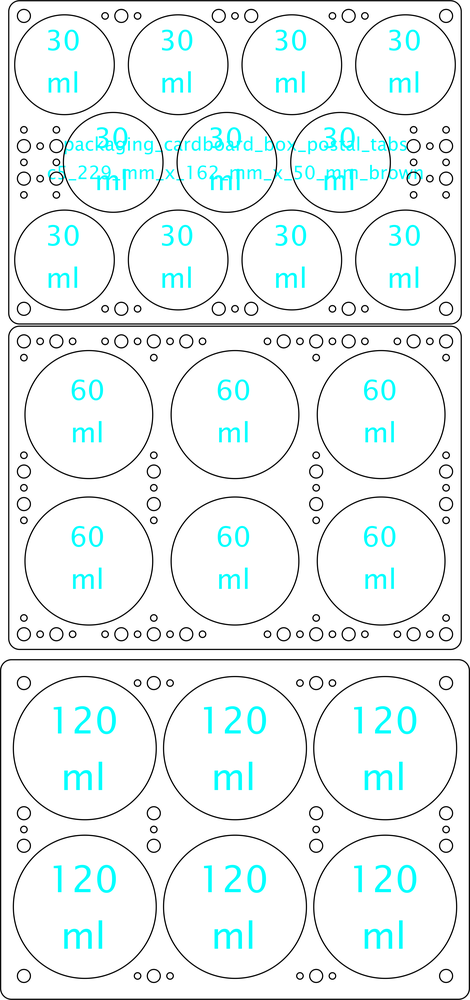 30 30 30 30
ml ml ml ml
30 30 30
packaging_cardboard_box_postal_tabs
c5_229_mm_x_162_mm_x_50_mm_brown
ml ml ml
30 30 30 30
ml ml ml ml
60 60 60
ml ml ml
60 60 60
ml ml ml
120 120 120
ml ml ml
120 120 120
ml ml ml